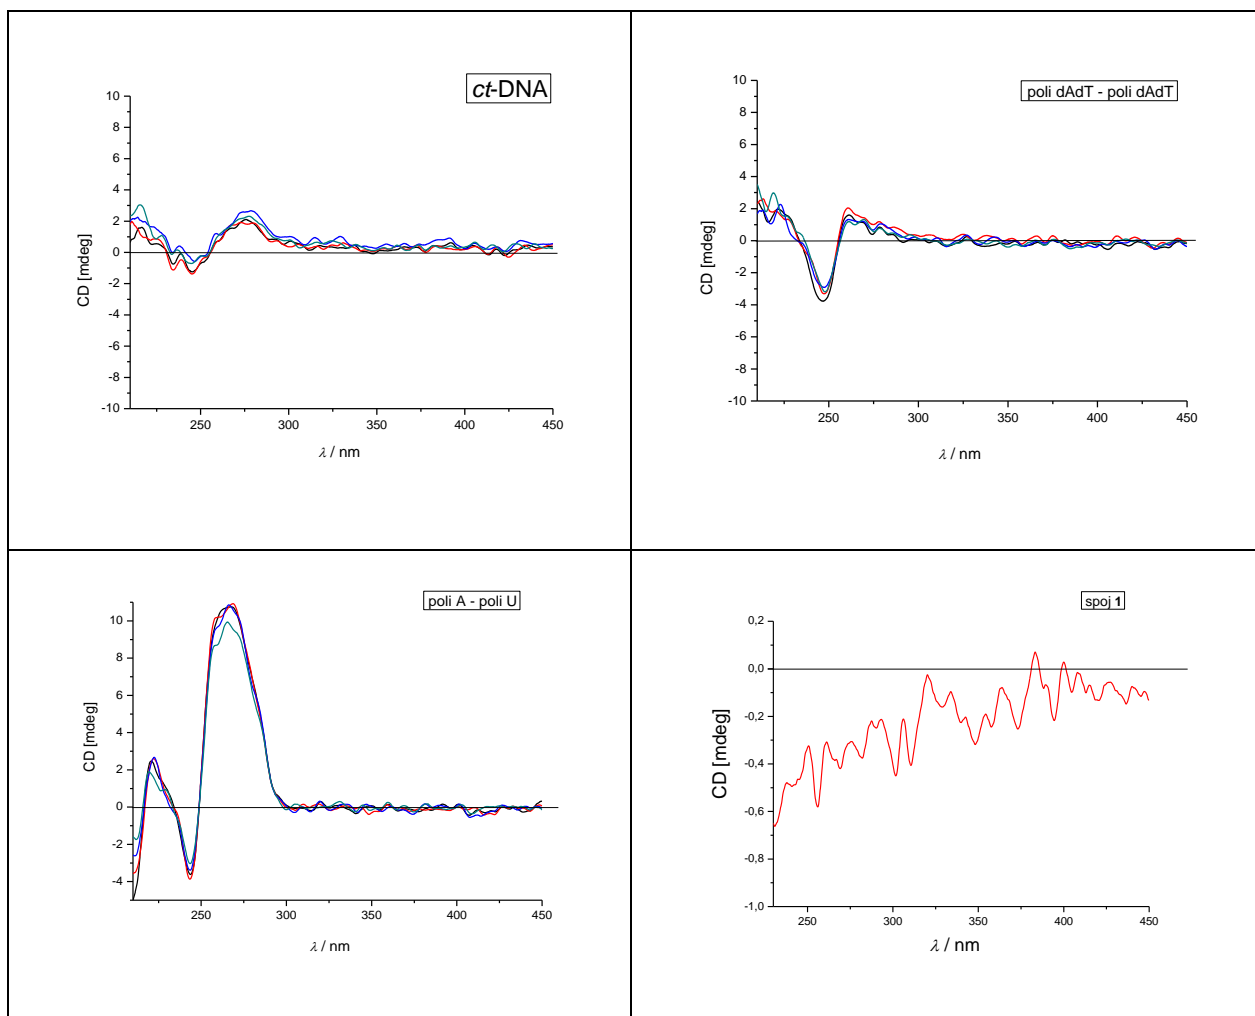 ct-DNA
10
8
6
4
2
0
-2
-4
-6
-8
-10
CD [mdeg]
250 300 350 400 450
λ / nm
poli dAdT - poli dAdT
10
8
6
4
2
0
-2
-4
-6
-8
-10
CD [mdeg]
250 300 350 400 450
λ / nm
poli A - poli U
10
8
6
4
2
0
-2
-4
CD [mdeg]
250 300 350 400 450
λ / nm
spoj 1
0,2
0,0
-0,2
-0,4
-0,6
-0,8
-1,0
CD [mdeg]
250 300 350 400 450
λ / nm